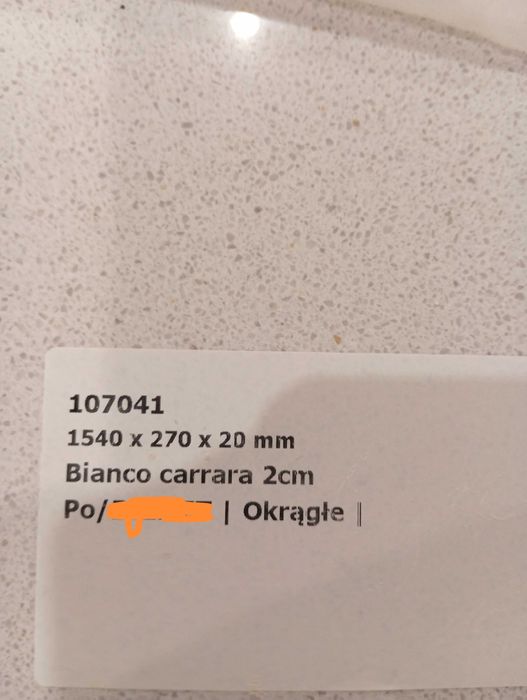 107041
1540 x 270 x 20 mm
Bianco carrara 2cm
Po/ | Okrągłe |